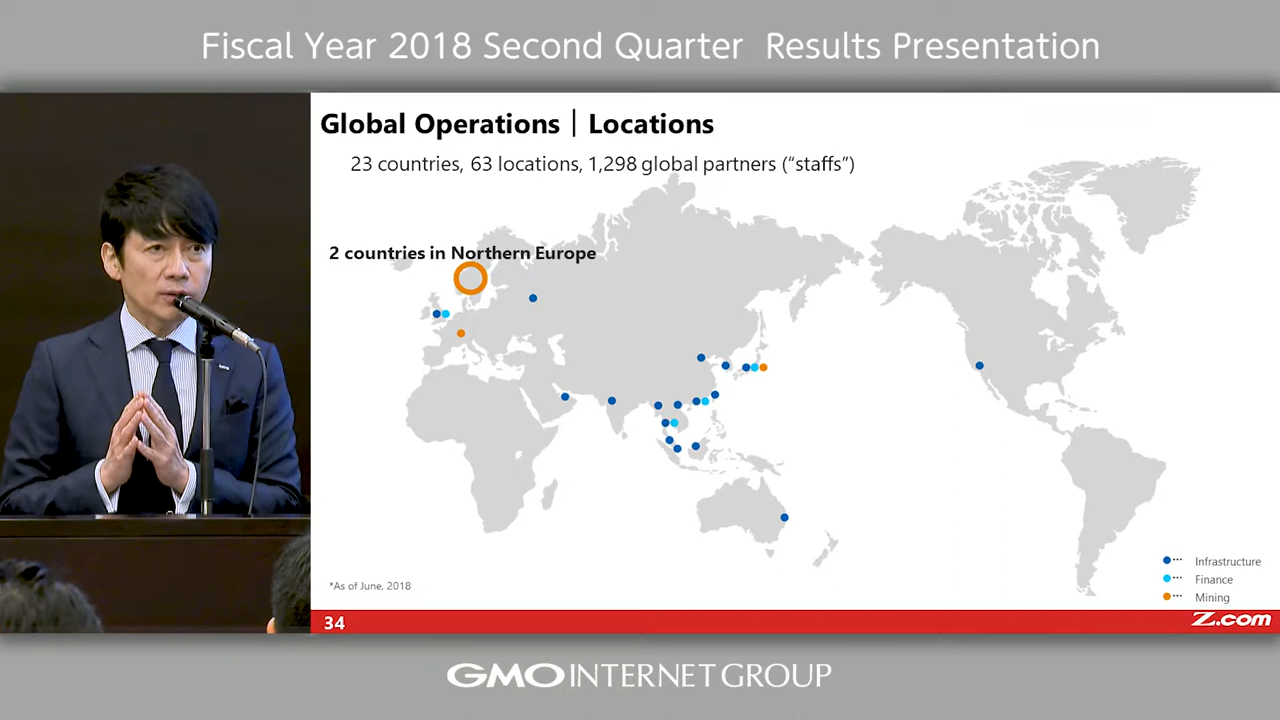 Fiscal Year 2018 Second Quarter Results Presentation
Global Operations | Locations
23 countries, 63 locations, 1,298 global partners (“staffs”)
2 countries in Northern Europe
*As of June, 2018
●··· Infrastructure
●··· Finance
●··· Mining
34
Z.com
GMO INTERNET GROUP